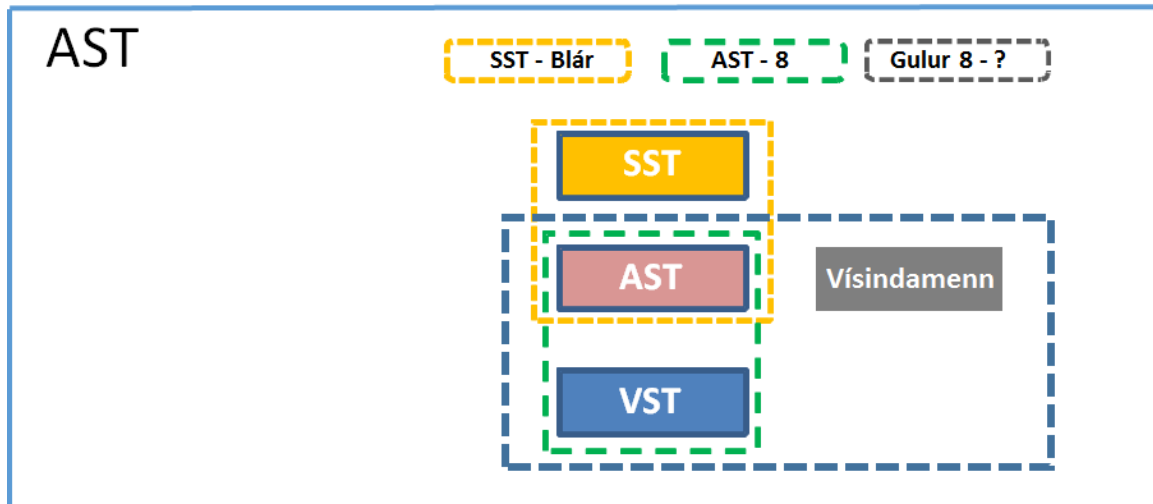 AST
SST - Blár
AST - 8
Gulur 8 - ?
SST
AST
Vísindamenn
VST